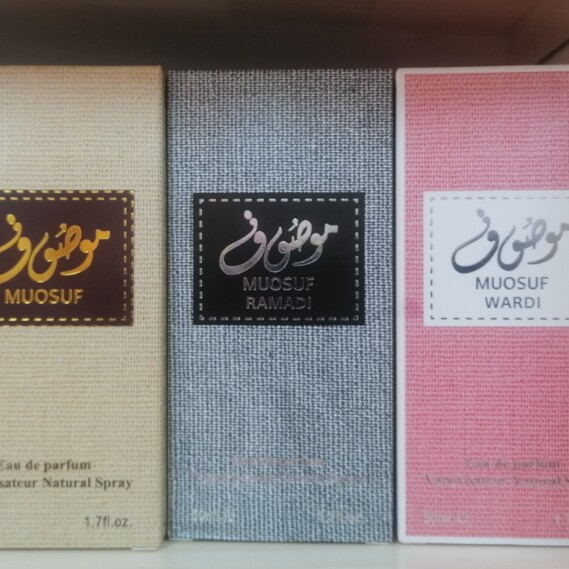 موصوف
MUOSUF
Eau de parfum
Natural Spray
1.7fl.oz.
موصوف
MUOSUF
RAMADI
موصوف
MUOSUF
WARDI
Eau de parfum